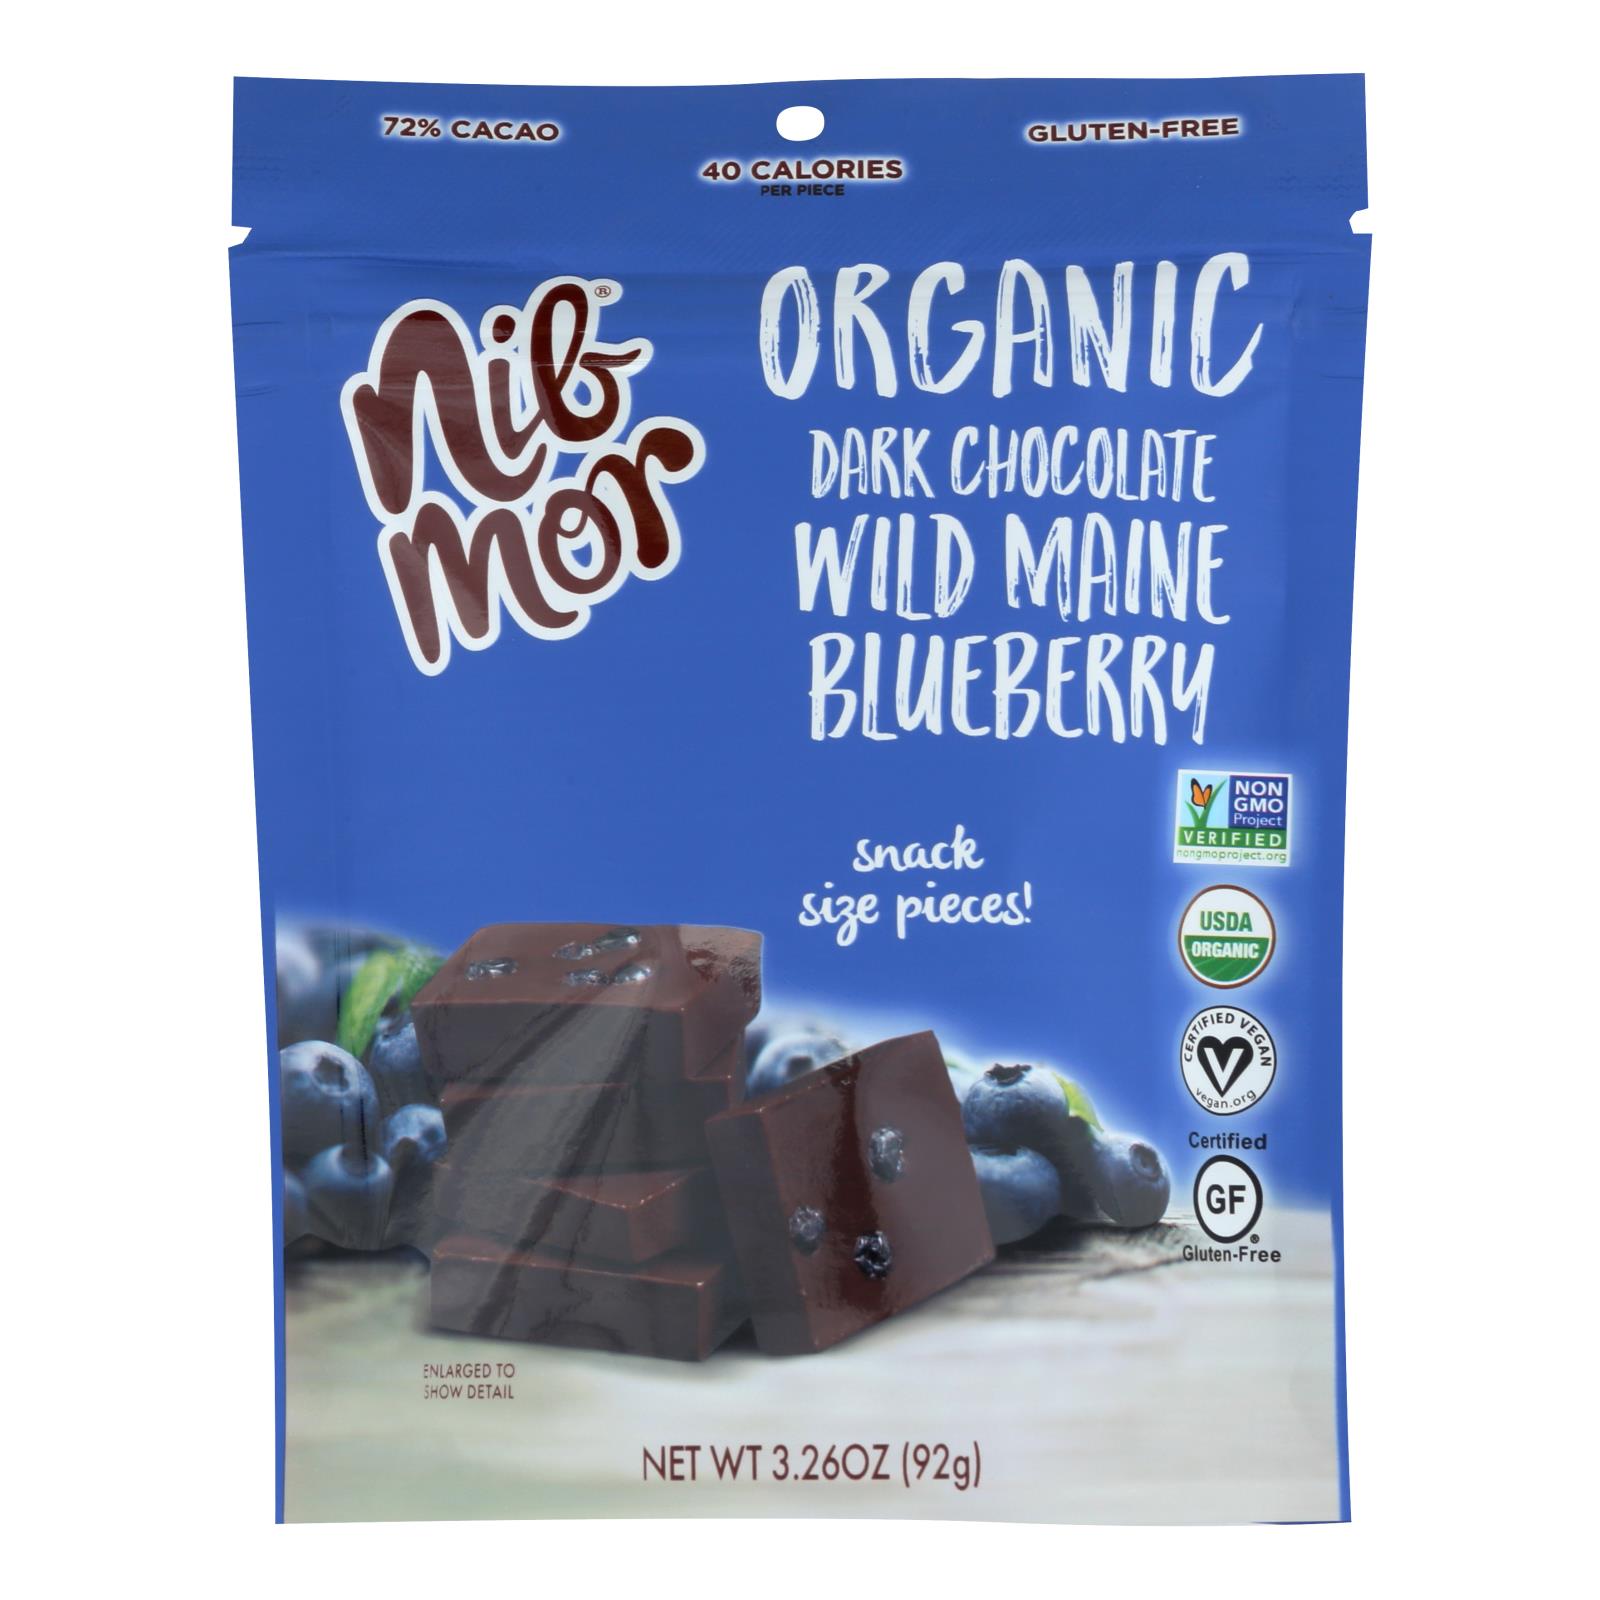 72% CACAO
GLUTEN-FREE
40 CALORIES
PER PIECE
nib
mor®
ORGANIC
DARK CHOCOLATE
WILD MAINE
BLUEBERRY
snack
size pieces!
NON
GMO
Project
VERIFIED
nongmoproject.org
USDA
ORGANIC
CERTIFIED VEGAN
V
vegan.org
Certified
GF®
Gluten-Free
ENLARGED TO
SHOW DETAIL
NET WT 3.26OZ (92g)